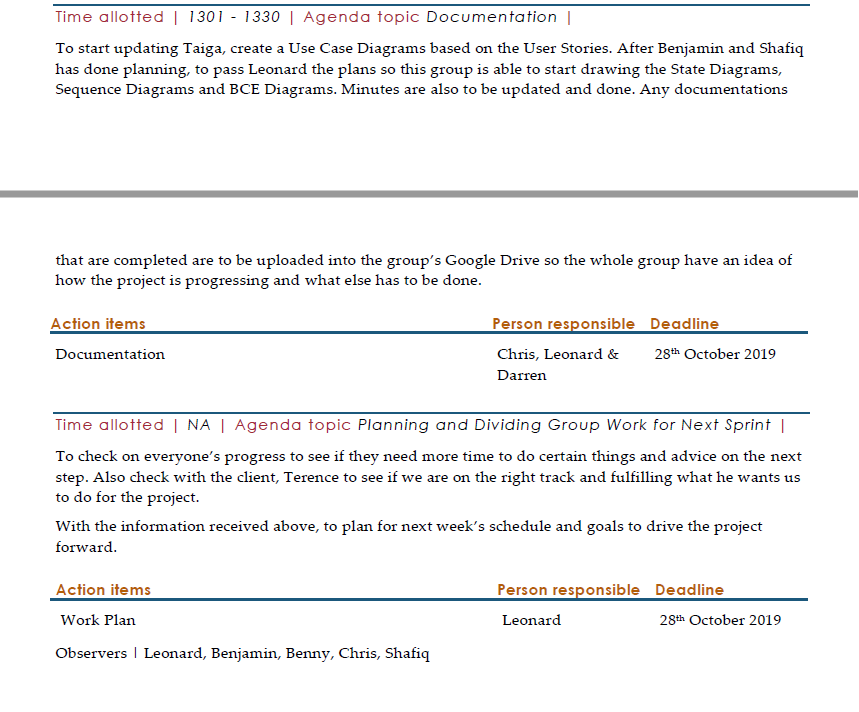 Time allotted | 1301 - 1330 | Agenda topic Documentation |
To start updating Taiga, create a Use Case Diagrams based on the User Stories. After Benjamin and Shafiq
has done planning, to pass Leonard the plans so this group is able to start drawing the State Diagrams,
Sequence Diagrams and BCE Diagrams. Minutes are also to be updated and done. Any documentations
that are completed are to be uploaded into the group's Google Drive so the whole group have an idea of
how the project is progressing and what else has to be done.
Action items Person responsible Deadline
Documentation Chris, Leonard & 28th October 2019
Darren
Time allotted | NA | Agenda topic Planning and Dividing Group Work for Next Sprint |
To check on everyone's progress to see if they need more time to do certain things and advice on the next
step. Also check with the client, Terence to see if we are on the right track and fulfilling what he wants us
to do for the project.
With the information received above, to plan for next week's schedule and goals to drive the project
forward.
Action items Person responsible Deadline
Work Plan Leonard 28th October 2019
Observers | Leonard, Benjamin, Benny, Chris, Shafiq